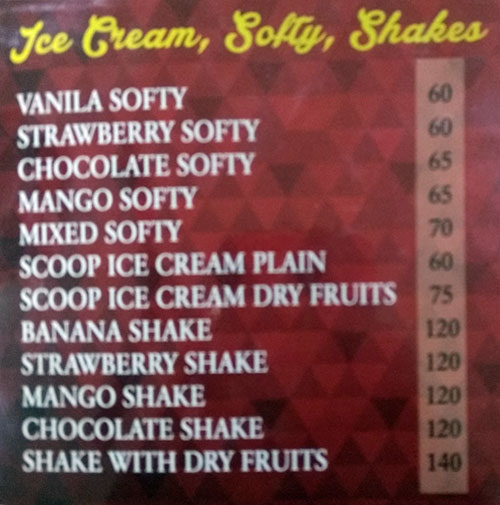 Ice Cream, Softy, Shakes
VANILA SOFTY 60
STRAWBERRY SOFTY 60
CHOCOLATE SOFTY 65
MANGO SOFTY 65
MIXED SOFTY 70
SCOOP ICE CREAM PLAIN 60
SCOOP ICE CREAM DRY FRUITS 75
BANANA SHAKE 120
STRAWBERRY SHAKE 120
MANGO SHAKE 120
CHOCOLATE SHAKE 120
SHAKE WITH DRY FRUITS 140